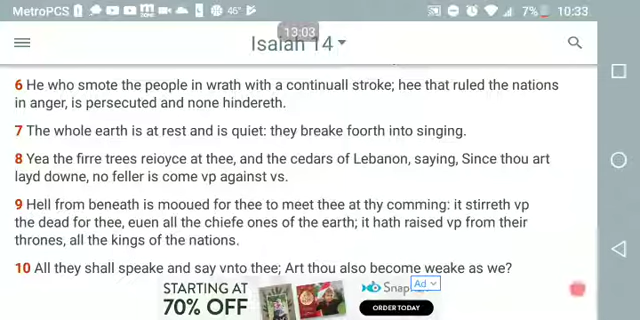 MetroPCS 46° 7% 10:33
13:03
Isaiah 14
6 He who smote the people in wrath with a continuall stroke; hee that ruled the nations
in anger, is persecuted and none hindereth.
7 The whole earth is at rest and is quiet: they breake foorth into singing.
8 Yea the firre trees reioyce at thee, and the cedars of Lebanon, saying, Since thou art
layd downe, no feller is come vp against vs.
9 Hell from beneath is mooued for thee to meet thee at thy comming: it stirreth vp
the dead for thee, euen all the chiefe ones of the earth; it hath raised vp from their
thrones, all the kings of the nations.
10 All they shall speake and say vnto thee; Art thou also become weake as we?
STARTING AT
70% OFF
Snap
Ad
ORDER TODAY